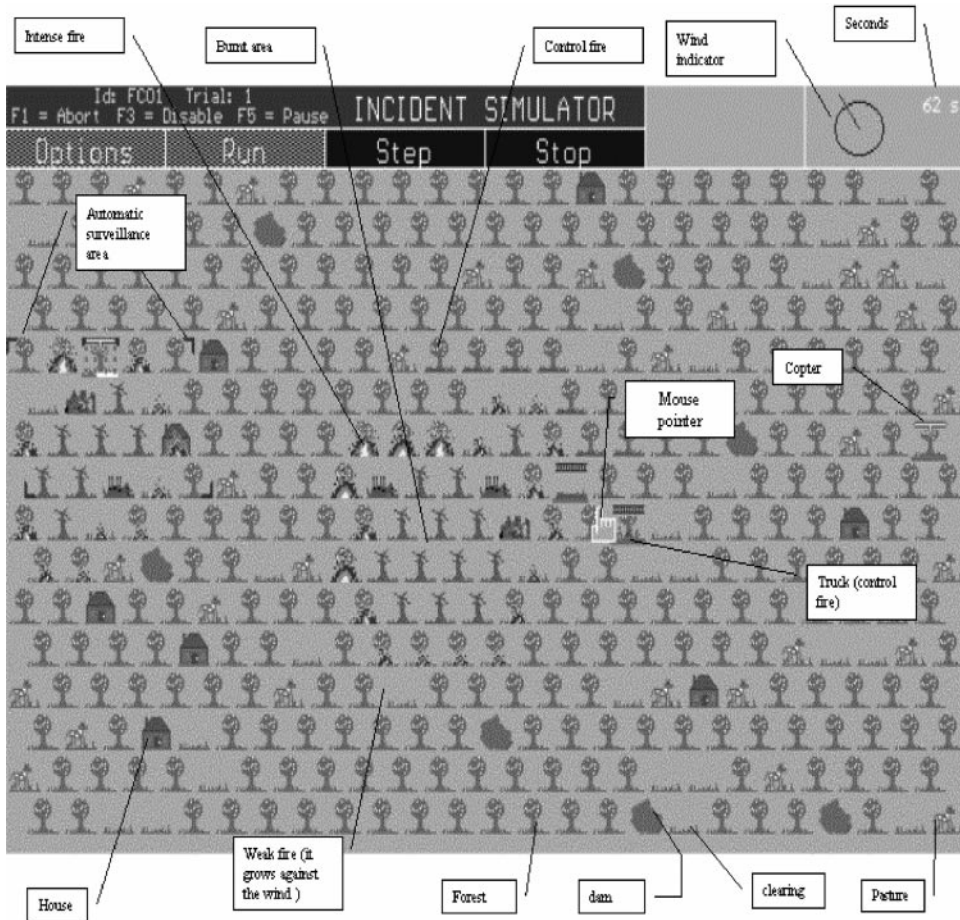 Intense fire
Burnt area
Control fire
Wind
indicator
Seconds
Id: FC01 Trial: 1
F1 = Abort F3 = Disable F5 = Pause
INCIDENT SIMULATOR
62 s
Options
Run
Step
Stop
Automatic
surveillance
area
Copter
Mouse
pointer
Truck (control
fire)
House
Weak fire (it
grows against
the wind )
Forest
dam
clearing
Pasture